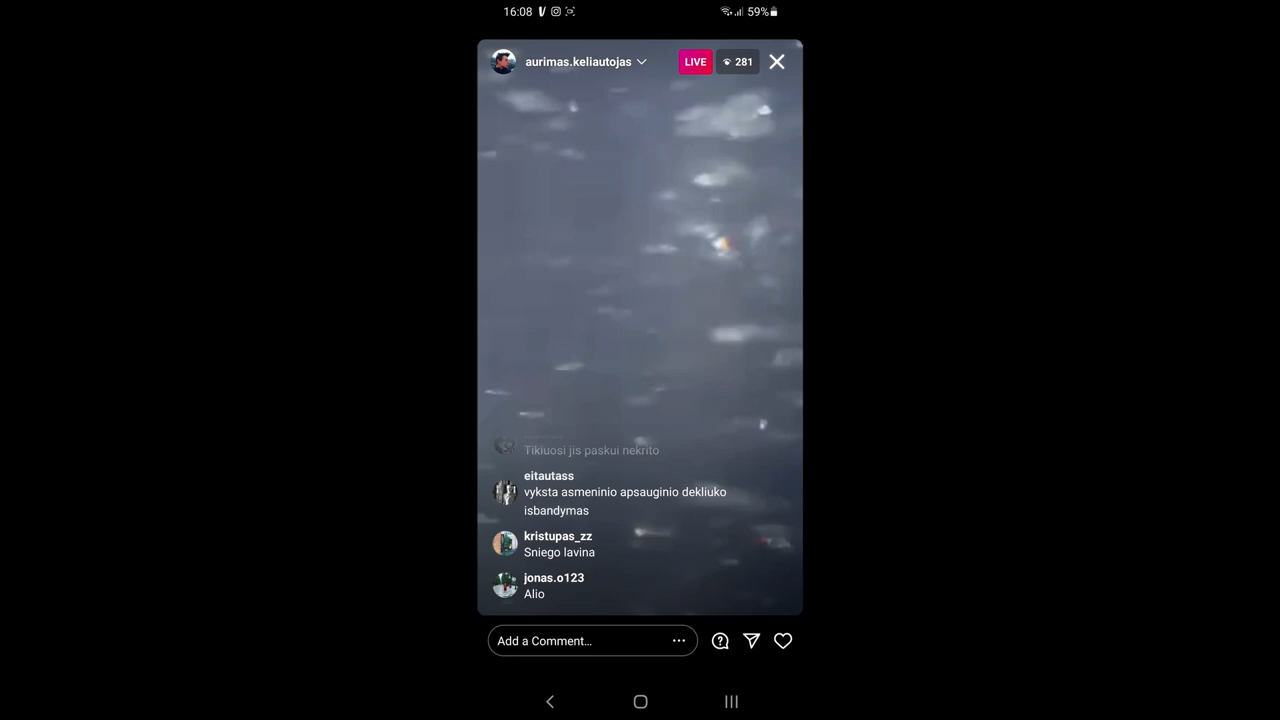 16:08
59%
aurimas.keliautojas
LIVE
281
Tikiuosi jis paskui nekrito
eitautass
vyksta asmeninio apsauginio dekliuko
isbandymas
kristupas_zz
Sniego lavina
jonas.o123
Alio
Add a Comment...